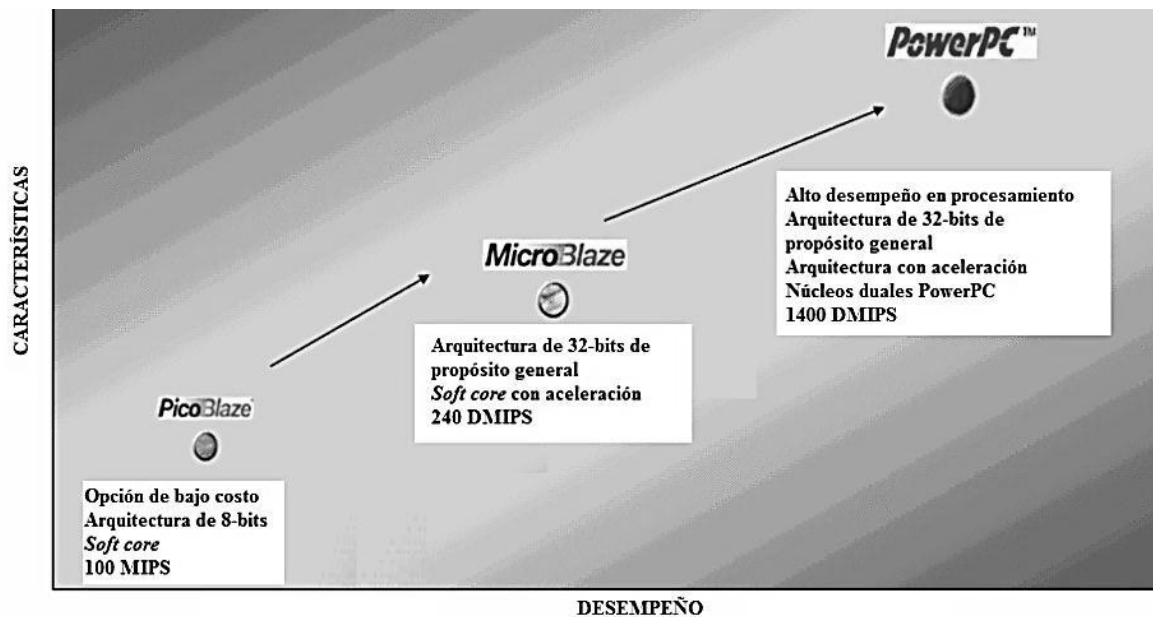 PowerPC™
CARACTERÍSTICAS
Alto desempeño en procesamiento
Arquitectura de 32-bits de
propósito general
Arquitectura con aceleración
Núcleos duales PowerPC
1400 DMIPS
MicroBlaze
Arquitectura de 32-bits de
propósito general
Soft core con aceleración
240 DMIPS
PicoBlaze
Opción de bajo costo
Arquitectura de 8-bits
Soft core
100 MIPS
DESEMPEÑO